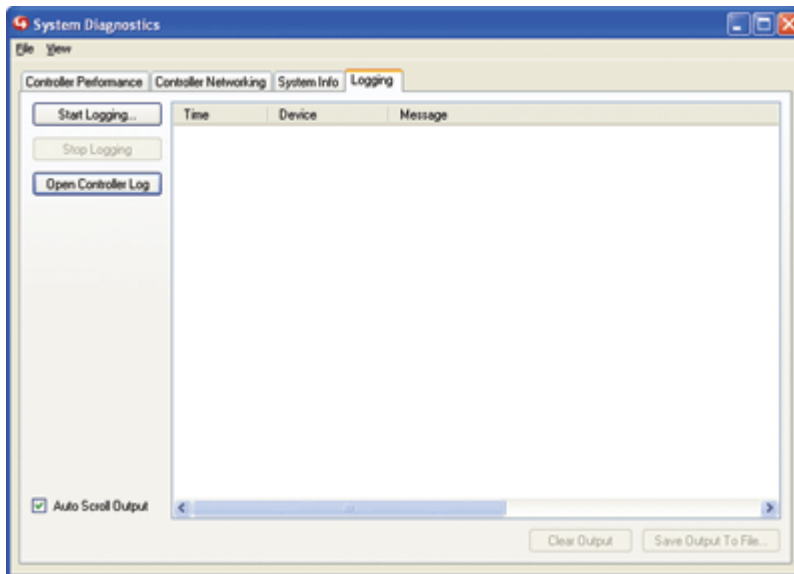 System Diagnostics
File View
Controller Performance Controller Networking System Info Logging
Start Logging... Time Device Message
Stop Logging
Open Controller Log
Auto Scroll Output
Clear Output Save Output To File...